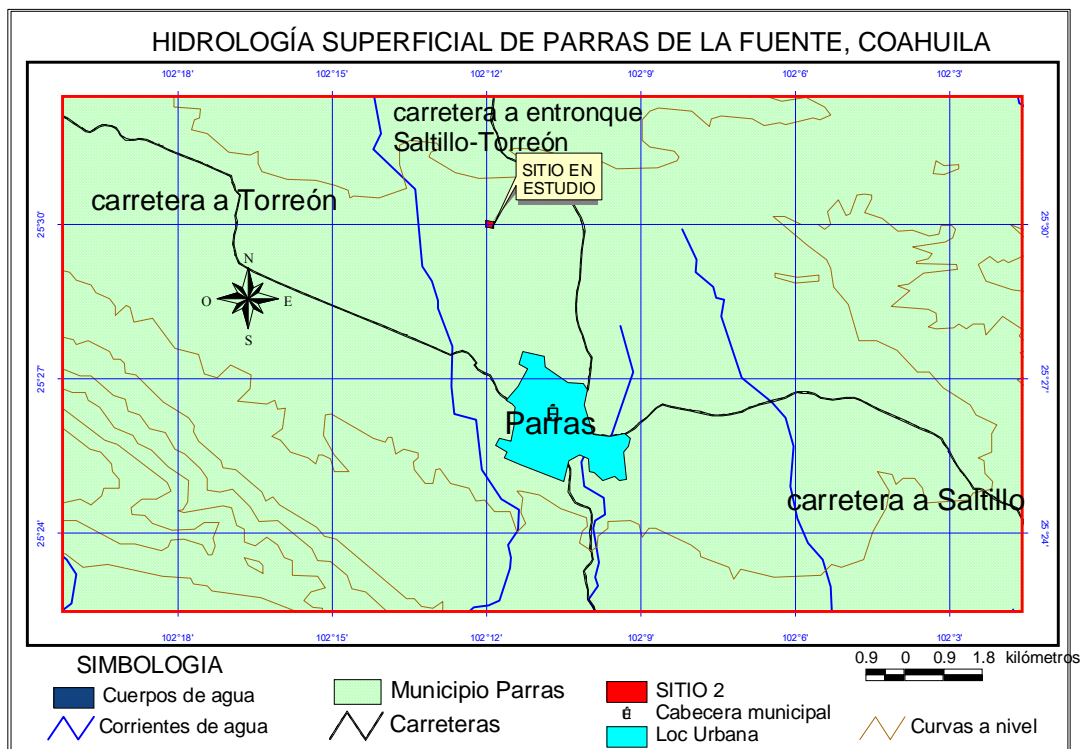 HIDROLOGÍA SUPERFICIAL DE PARRAS DE LA FUENTE, COAHUILA
102°18' 102°15' 102°12' 102°9' 102°6' 102°3'
carretera a entronque
Saltillo-Torreón
SITIO EN
ESTUDIO
carretera a Torreón
25°30' 25°30'
N
O E
S
25°27' 25°27'
Parras
carretera a Saltillo
25°24' 25°24'
102°18' 102°15' 102°12' 102°9' 102°6' 102°3'
0.9 0 0.9 1.8 kilómetros
SIMBOLOGIA
Cuerpos de agua
Corrientes de agua
Municipio Parras
Carreteras
SITIO 2
Cabecera municipal
Loc Urbana
Curvas a nivel